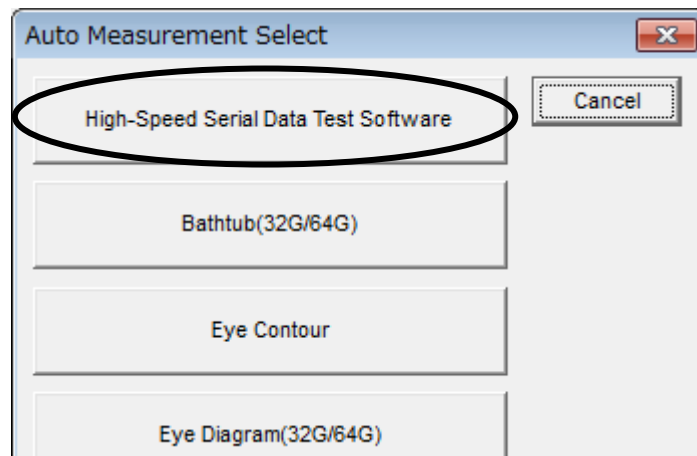 Auto Measurement Select
High-Speed Serial Data Test Software
Cancel
Bathtub(32G/64G)
Eye Contour
Eye Diagram(32G/64G)